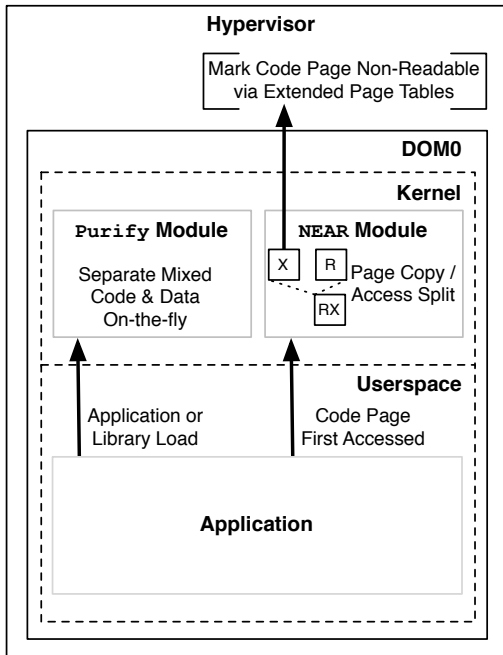 Hypervisor
Mark Code Page Non-Readable
via Extended Page Tables
DOM0
Kernel
Purify Module
Separate Mixed
Code & Data
On-the-fly
NEAR Module
X
R
RX
Page Copy /
Access Split
Userspace
Application or
Library Load
Code Page
First Accessed
Application